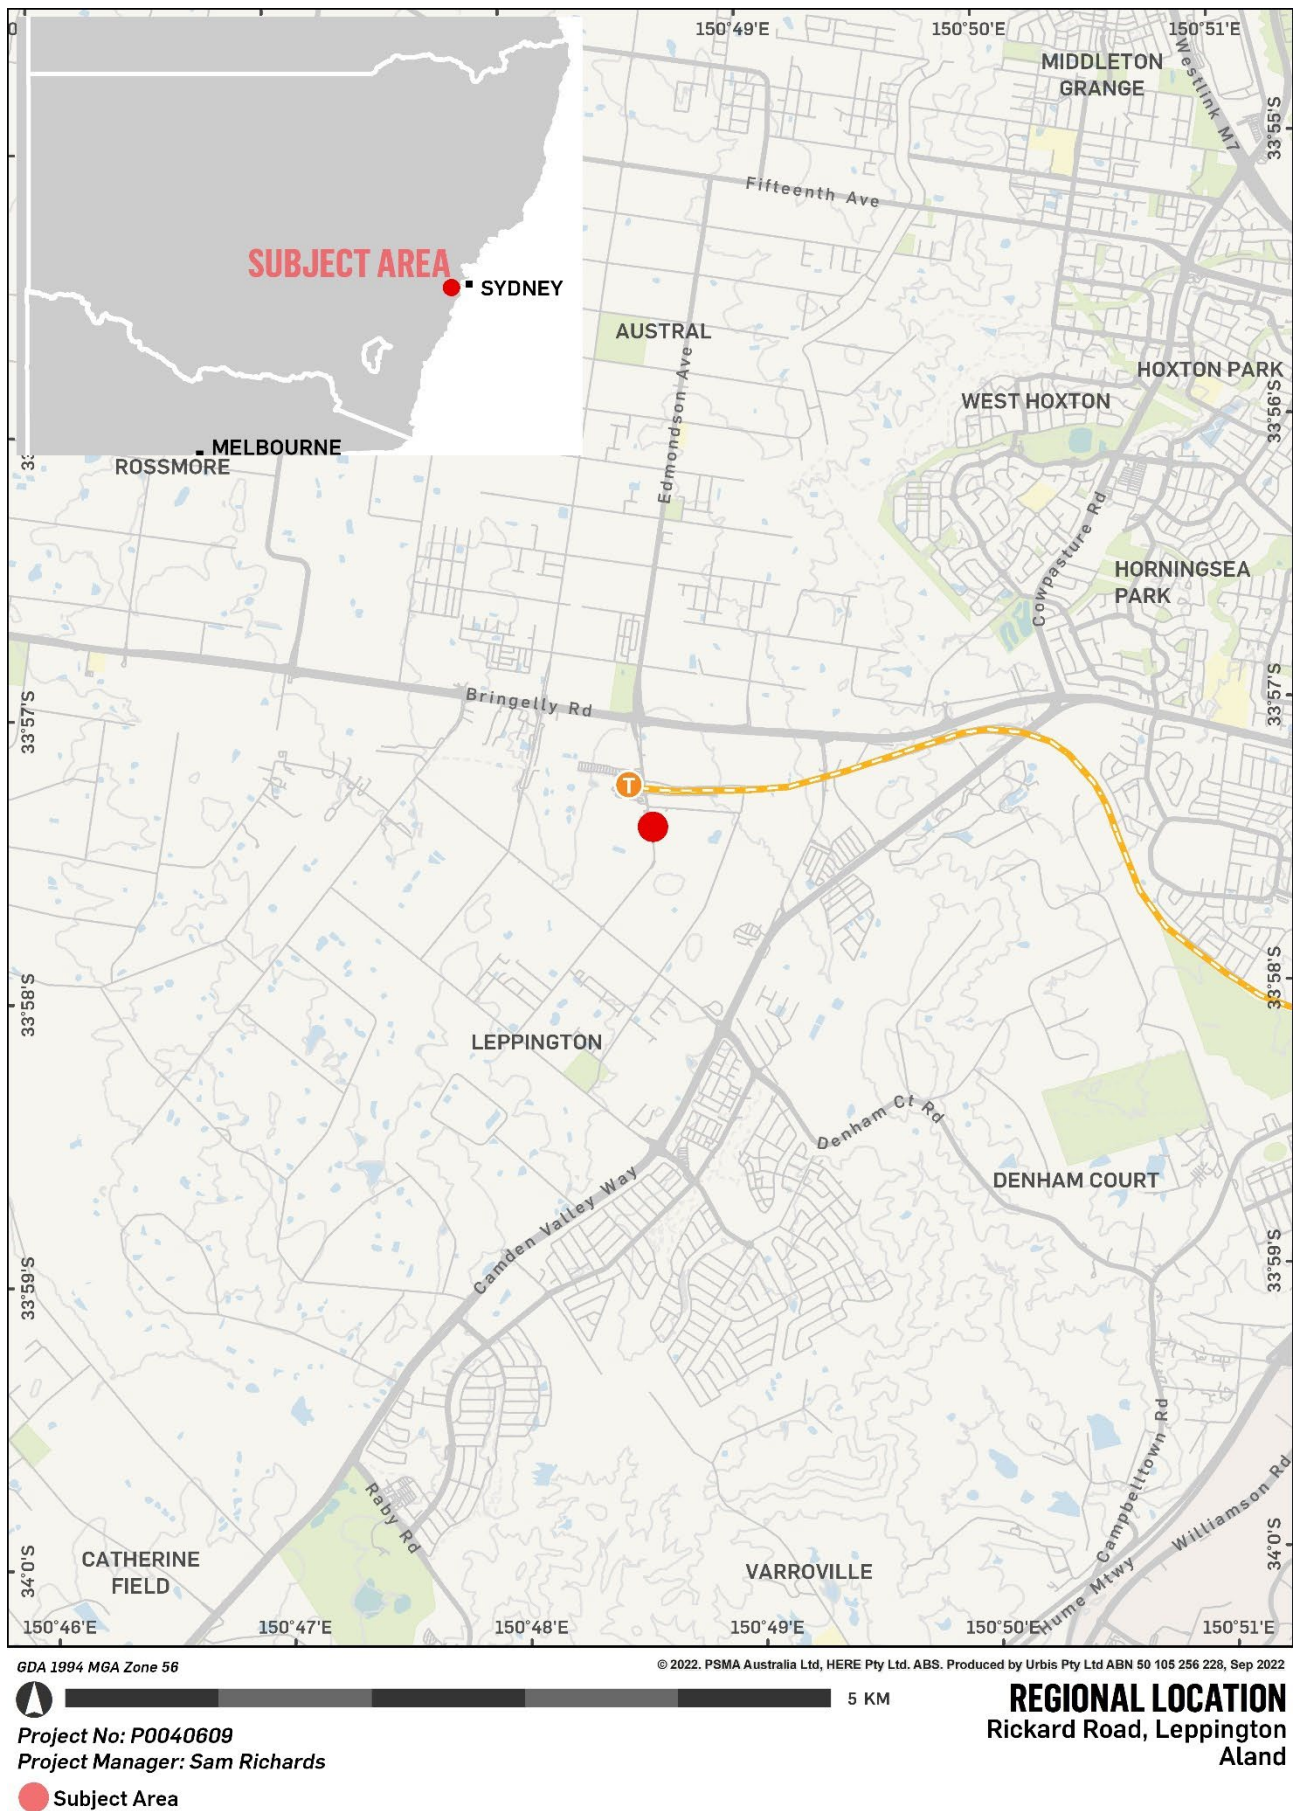 150°49'E
150°50'E
150°51'E
MIDDLETON
GRANGE
Westlink M7
33°55'S
Fifteenth Ave
SUBJECT AREA
SYDNEY
AUSTRAL
Edmondson Ave
HOXTON PARK
WEST HOXTON
33°56'S
MELBOURNE
ROSSMORE
Cowpasture Rd
HORNINGSEA
PARK
33°57'S
Bringelly Rd
33°57'S
T
33°58'S
33°58'S
LEPPINGTON
Denham Ct Rd
DENHAM COURT
Camden Valley Way
33°59'S
33°59'S
Raby Rd
Campbelltown Rd
Williamson Rd
Hume Mtwy
CATHERINE
FIELD
VARROVILLE
34°0'S
34°0'S
150°46'E
150°47'E
150°48'E
150°49'E
150°50'E
150°51'E
GDA 1994 MGA Zone 56
© 2022. PSMA Australia Ltd, HERE Pty Ltd. ABS. Produced by Urbis Pty Ltd ABN 50 105 256 228, Sep 2022
5 KM
REGIONAL LOCATION
Rickard Road, Leppington
Aland
Project No: P0040609
Project Manager: Sam Richards
Subject Area